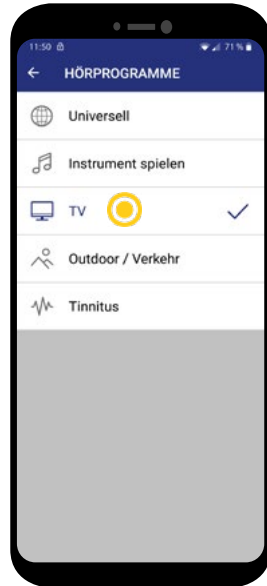 11:50 71%
HÖRPROGRAMME
Universell
Instrument spielen
TV
Outdoor / Verkehr
Tinnitus